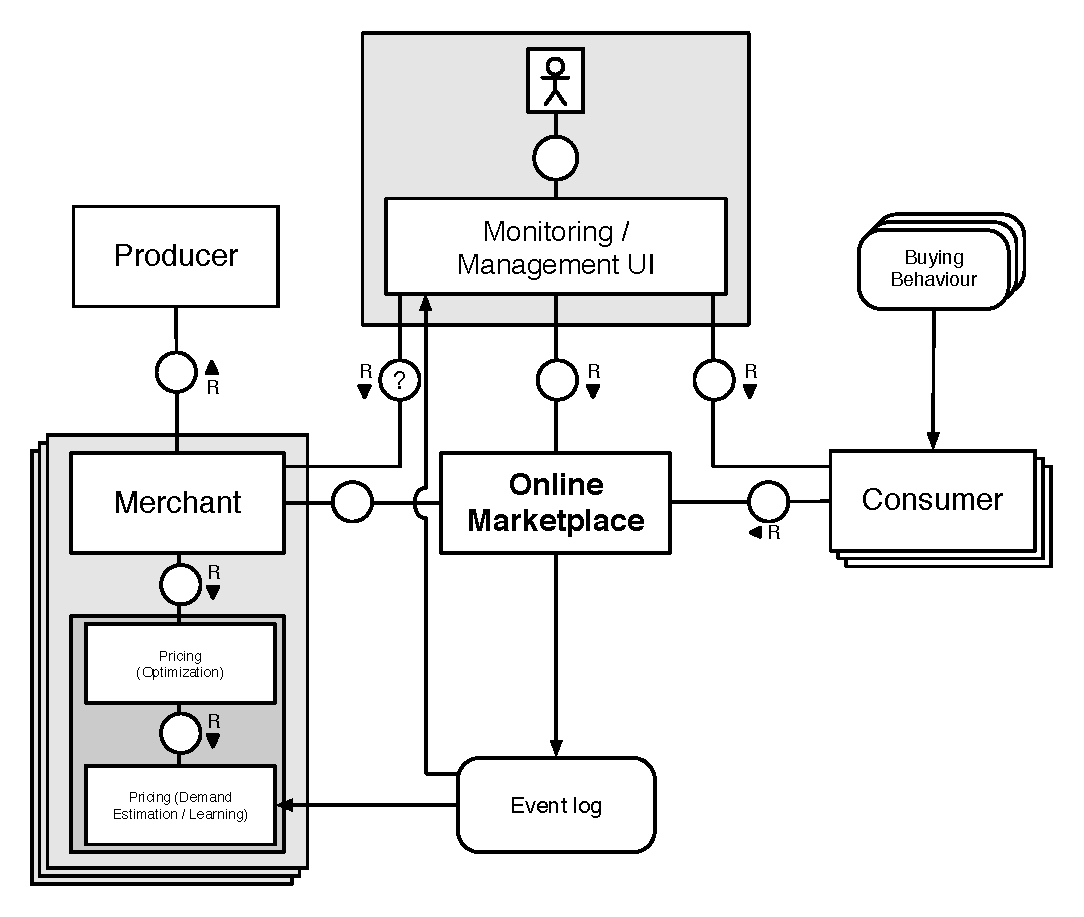 Monitoring /
Management UI
Producer
Buying
Behaviour
R
R
?
R
R
Merchant
Online
Marketplace
Consumer
R
R
Pricing
(Optimization)
R
Pricing (Demand
Estimation / Learning)
Event log